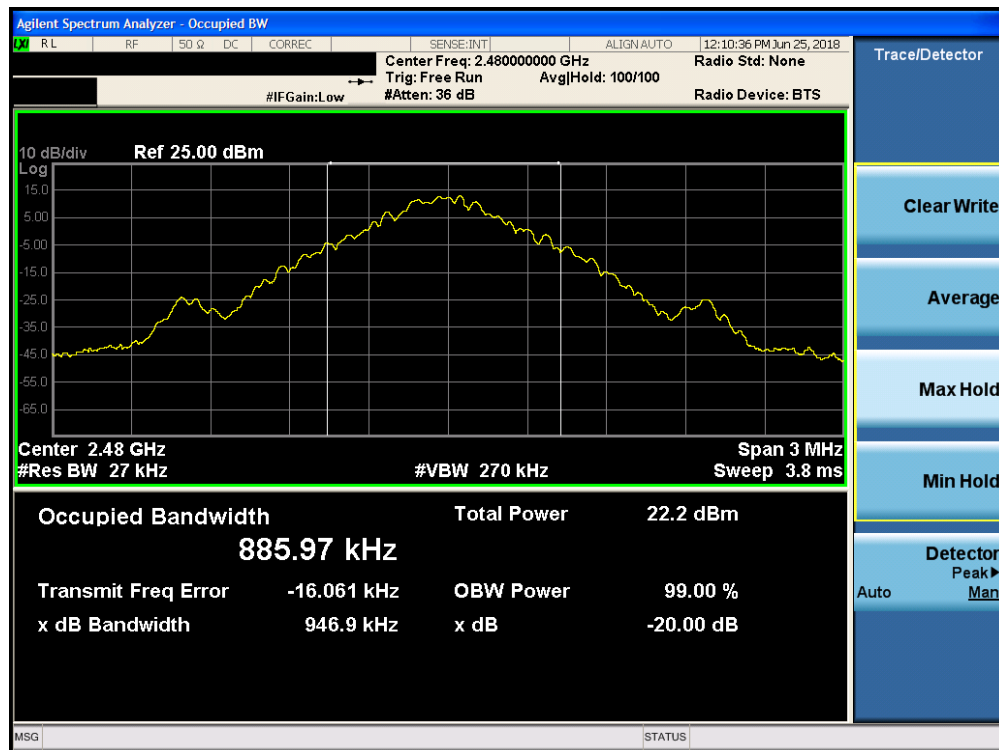 Agilent Spectrum Analyzer - Occupied BW
LXI RL RF 50 Ω DC CORREC SENSE:INT ALIGN AUTO 12:10:36 PM Jun 25, 2018
Center Freq: 2.480000000 GHz Radio Std: None
Trig: Free Run Avg|Hold: 100/100
#IFGain:Low #Atten: 36 dB Radio Device: BTS
Trace/Detector
10 dB/div Ref 25.00 dBm
Log
15.0
5.00
-5.00
-15.0
-25.0
-35.0
-45.0
-55.0
-65.0
Center 2.48 GHz Span 3 MHz
#Res BW 27 kHz #VBW 270 kHz Sweep 3.8 ms
Occupied Bandwidth Total Power 22.2 dBm
885.97 kHz
Transmit Freq Error -16.061 kHz OBW Power 99.00 %
x dB Bandwidth 946.9 kHz x dB -20.00 dB
Clear Write
Average
Max Hold
Min Hold
Detector
Peak▶
Auto Man
MSG STATUS